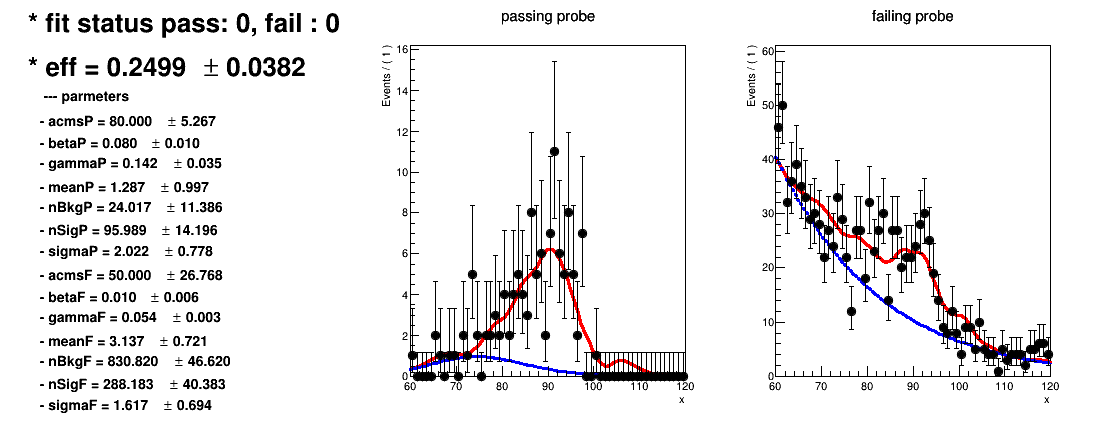 * fit status pass: 0, fail : 0
* eff = 0.2499 ± 0.0382
--- parmeters
- acmsP = 80.000 ± 5.267
- betaP = 0.080 ± 0.010
- gammaP = 0.142 ± 0.035
- meanP = 1.287 ± 0.997
- nBkgP = 24.017 ± 11.386
- nSigP = 95.989 ± 14.196
- sigmaP = 2.022 ± 0.778
- acmsF = 50.000 ± 26.768
- betaF = 0.010 ± 0.006
- gammaF = 0.054 ± 0.003
- meanF = 3.137 ± 0.721
- nBkgF = 830.820 ± 46.620
- nSigF = 288.183 ± 40.383
- sigmaF = 1.617 ± 0.694
passing probe
Events / ( 1 )
16
14
12
10
8
6
4
2
0
60 70 80 90 100 110 120
x
failing probe
Events / ( 1 )
60
50
40
30
20
10
0
60 70 80 90 100 110 120
x